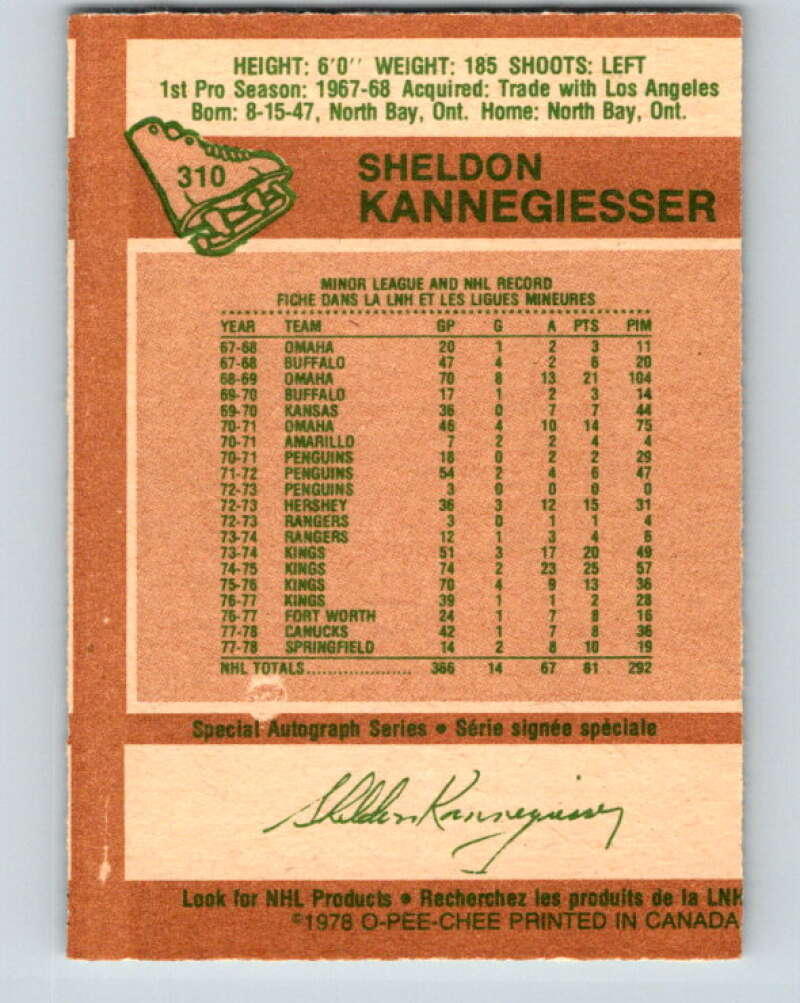 HEIGHT: 6'0'' WEIGHT: 185 SHOOTS: LEFT
1st Pro Season: 1967-68 Acquired: Trade with Los Angeles
Born: 8-15-47, North Bay, Ont. Home: North Bay, Ont.
310
SHELDON
KANNEGIESSER
MINOR LEAGUE AND NHL RECORD
FICHE DANS LA LNH ET LES LIGUES MINEURES
YEAR TEAM GP G A PTS PIM
67-68 OMAHA 20 1 2 3 11
67-68 BUFFALO 47 4 2 6 20
68-69 OMAHA 70 8 13 21 104
69-70 BUFFALO 17 1 2 3 14
69-70 KANSAS 36 0 7 7 44
70-71 OMAHA 46 4 10 14 75
70-71 AMARILLO 7 2 2 4 4
70-71 PENGUINS 18 0 2 2 29
71-72 PENGUINS 54 2 4 6 47
72-73 PENGUINS 3 0 0 0 0
72-73 HERSHEY 36 3 12 15 31
72-73 RANGERS 3 0 1 1 4
73-74 RANGERS 12 1 3 4 6
73-74 KINGS 51 3 17 20 49
74-75 KINGS 74 2 23 25 57
75-76 KINGS 70 4 9 13 36
76-77 KINGS 39 1 1 2 28
76-77 FORT WORTH 24 1 7 8 16
77-78 CANUCKS 42 1 7 8 36
77-78 SPRINGFIELD 14 2 8 10 19
NHL TOTALS.................... 366 14 67 81 292
Special Autograph Series • Série signée spéciale
Sheldon Kannegiesser
Look for NHL Products • Recherchez les produits de la LNH
©1978 O-PEE-CHEE PRINTED IN CANADA